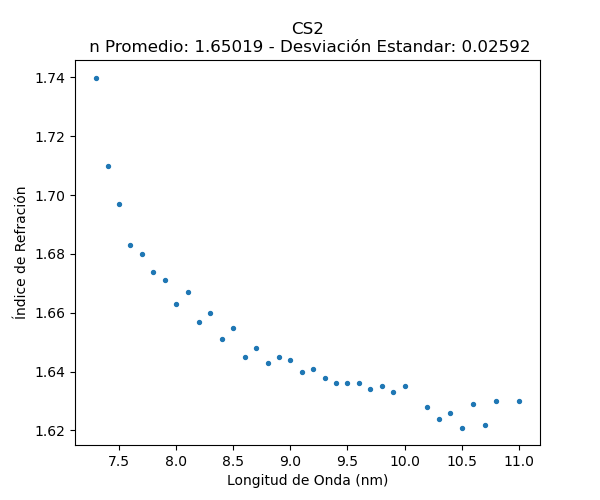 CS2
n Promedio: 1.65019 - Desviación Estandar: 0.02592
1.74
1.72
1.70
1.68
1.66
1.64
1.62
Índice de Refración
7.5 8.0 8.5 9.0 9.5 10.0 10.5 11.0
Longitud de Onda (nm)